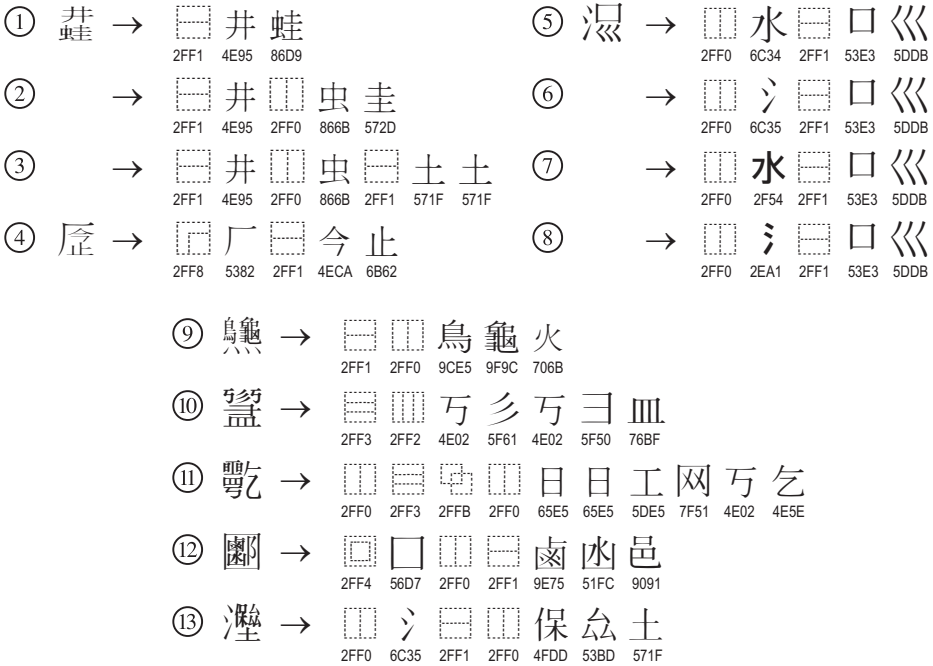 ① → ⿱ 井 蛙
2FF1 4E95 86D9
② → ⿱ 井 ⿰ 虫 圭
2FF1 4E95 2FF0 866B 572D
③ → ⿱ 井 ⿰ 虫 ⿱ 土 土
2FF1 4E95 2FF0 866B 2FF1 571F 571F
④ → ⿸ 厂 ⿱ 今 止
2FF8 5382 2FF1 4ECA 6B62
⑤ → ⿰ 水 ⿱ 口 巛
2FF0 6C34 2FF1 53E3 5DDB
⑥ → ⿰ 氵 ⿱ 口 巛
2FF0 6C35 2FF1 53E3 5DDB
⑦ → ⿰ ⽔ ⿱ 口 巛
2FF0 2F54 2FF1 53E3 5DDB
⑧ → ⿰ ⺡ ⿱ 口 巛
2FF0 2EA1 2FF1 53E3 5DDB
⑨ → ⿱ ⿰ 鳥 龜 火
2FF1 2FF0 9CE5 9F9C 706B
⑩ → ⿳ ⿲ 丂 彡 丂 彐 皿
2FF3 2FF2 4E02 5F61 4E02 5F50 76BF
⑪ → ⿰ ⿳ ⿻ ⿰ 日 日 工 网 丂 乞
2FF0 2FF3 2FFB 2FF0 65E5 65E5 5DE5 7F51 4E02 4E5E
⑫ → ⿴ 囗 ⿰ ⿱ 鹵 凼 邑
2FF4 56D7 2FF0 2FF1 9E75 51FC 9091
⑬ → ⿰ 氵 ⿱ ⿰ 保 厽 土
2FF0 6C35 2FF1 2FF0 4FDD 53BD 571F